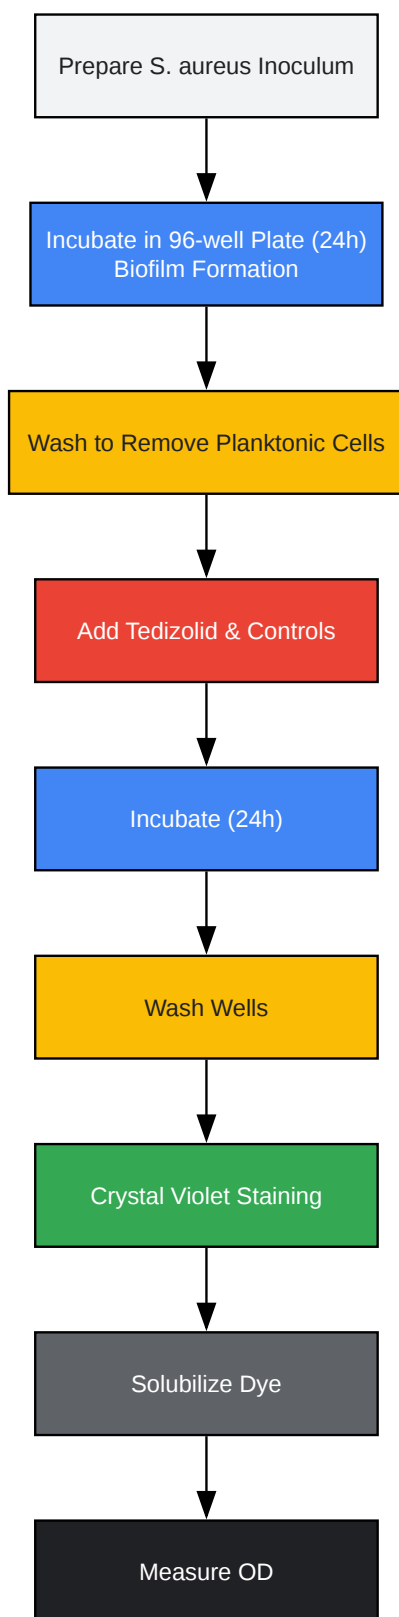 Prepare S. aureus Inoculum
Incubate in 96-well Plate (24h)
Biofilm Formation
Wash to Remove Planktonic Cells
Add Tedizolid & Controls
Incubate (24h)
Wash Wells
Crystal Violet Staining
Solubilize Dye
Measure OD